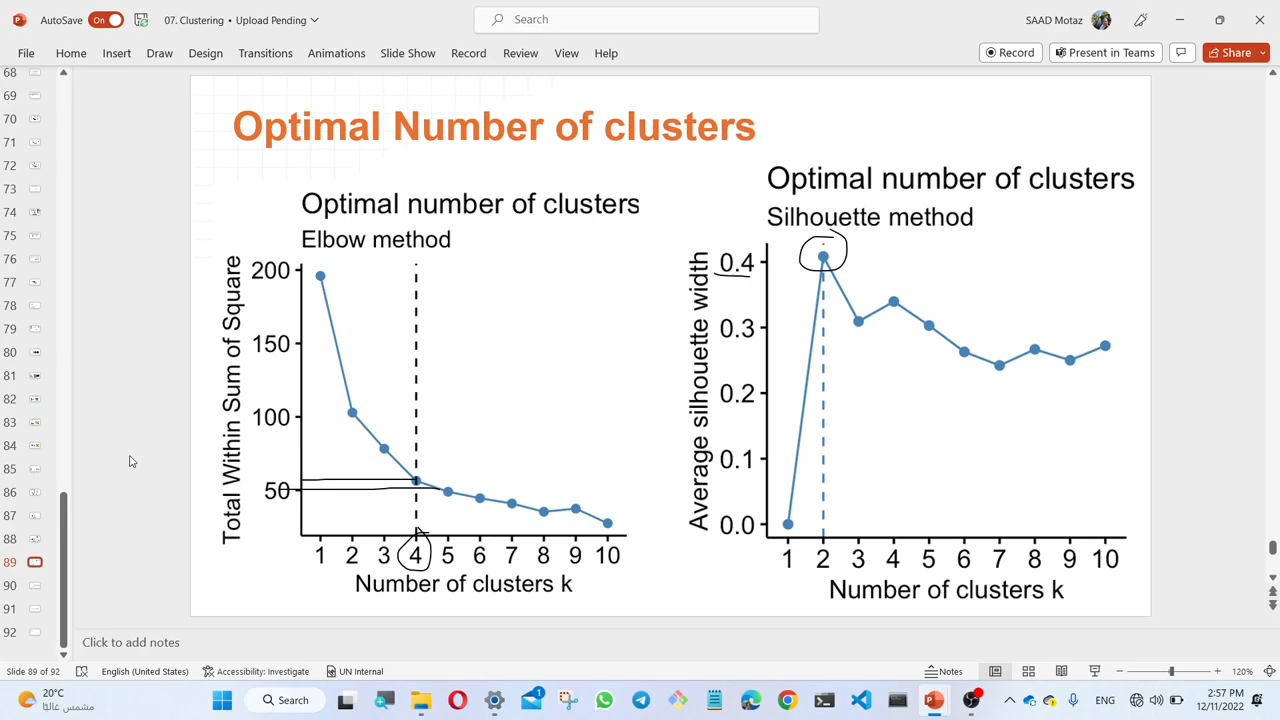 AutoSave On 07. Clustering • Upload Pending Search SAAD Motaz
File Home Insert Draw Design Transitions Animations Slide Show Record Review View Help Record Present in Teams Share
68
69
70
71
72
73
74
75
76
77
78
79
80
81
82
83
84
85
86
87
88
89
90
91
92
Optimal Number of clusters
Optimal number of clusters
Elbow method
Total Within Sum of Square
200
150
100
50
1 2 3 4 5 6 7 8 9 10
Number of clusters k
Optimal number of clusters
Silhouette method
Average silhouette width
0.4
0.3
0.2
0.1
0.0
1 2 3 4 5 6 7 8 9 10
Number of clusters k
Click to add notes
Slide 89 of 92 English (United States) Accessibility: Investigate UN Internal Notes 120%
20°C
مشمس غالبًا
Search
1
ENG
2:57 PM
12/11/2022